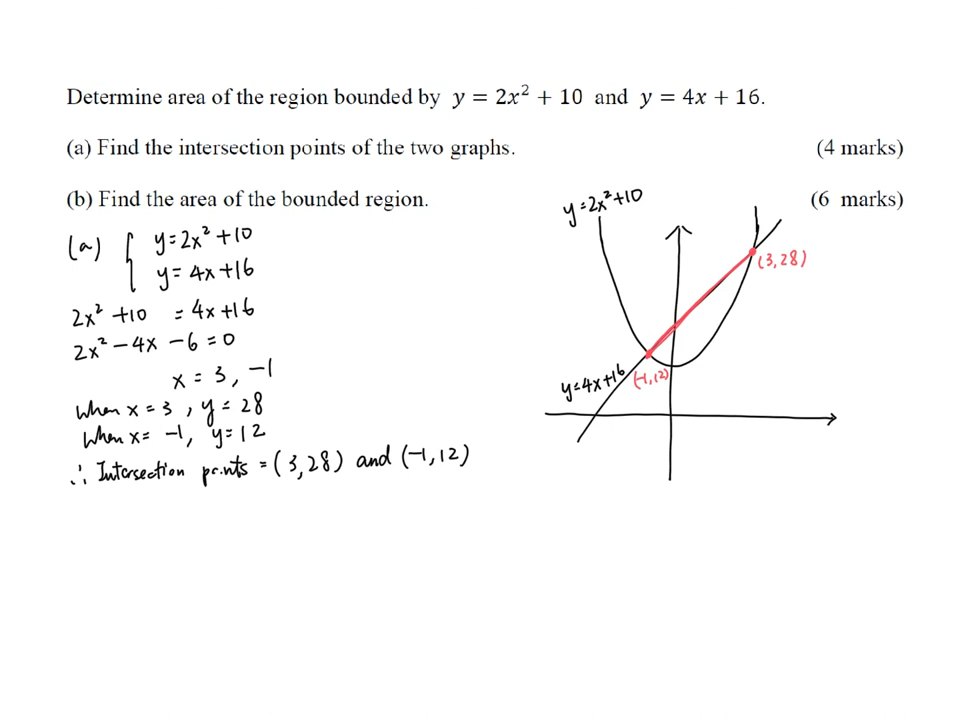 Determine area of the region bounded by y = 2x² + 10 and y = 4x + 16.
(a) Find the intersection points of the two graphs. (4 marks)
(b) Find the area of the bounded region. (6 marks)
(a) { y=2x²+10
y=4x+16
2x²+10 = 4x+16
2x²-4x-6=0
x = 3, -1
When x=3, y=28
When x= -1, y=12
∴ Intersection points = (3,28) and (-1,12)
y=2x²+10
(3,28)
y=4x+16
(-1,12)